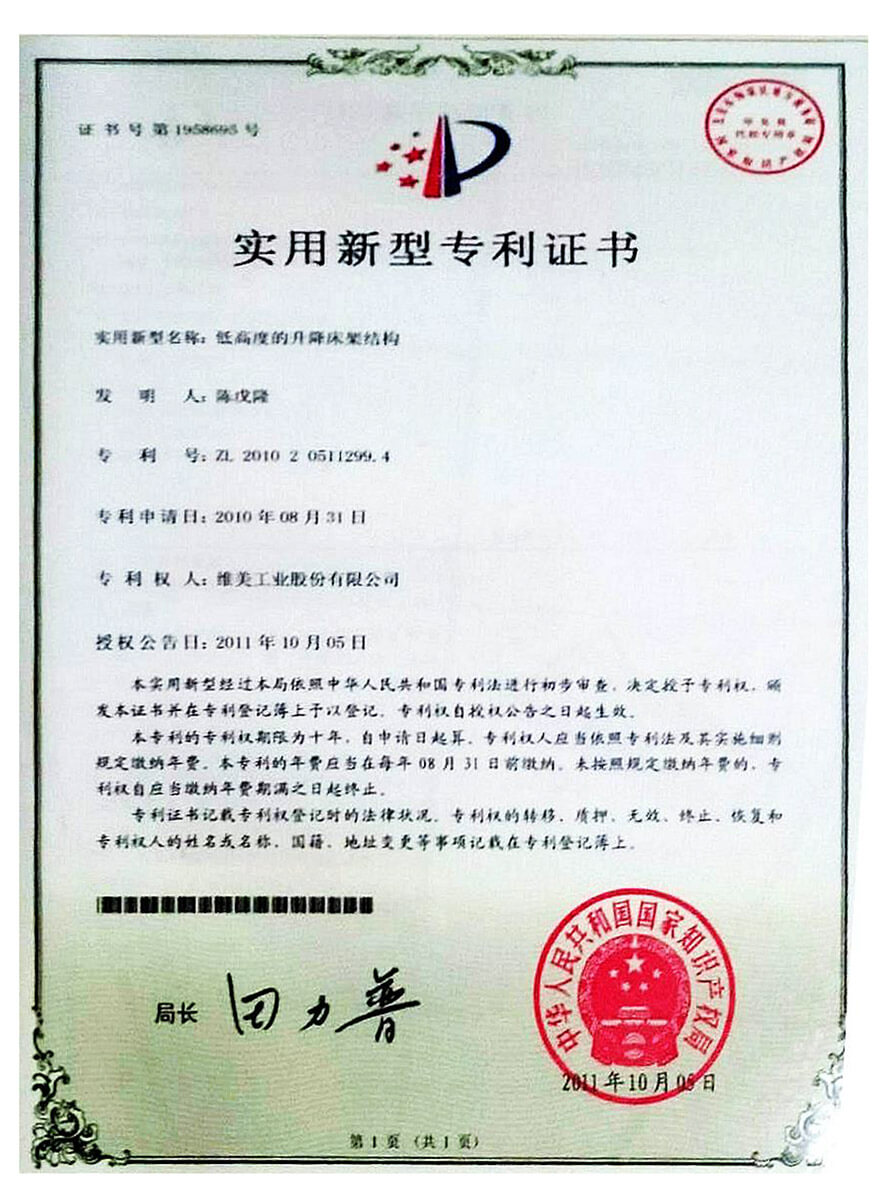 证书号第1958695号
实用新型专利证书
实用新型名称：低高度的升降床架结构
发明人：陈戊隆
专利号：ZL 2010 2 0511299.4
专利申请日：2010年08月31日
专利权人：维美工业股份有限公司
授权公告日：2011年10月05日
本实用新型经过本局依照中华人民共和国专利法进行初步审查，决定授予专利权，颁
发本证书并在专利登记簿上予以登记。专利权自授权公告之日起生效。
本专利的专利权期限为十年，自申请日起算。专利权人应当依照专利法及其实施细则
规定缴纳年费。本专利的年费应当在每年08月31日前缴纳。未按照规定缴纳年费的，专
利权自应当缴纳年费期满之日起终止。
专利证书记载专利权登记时的法律状况。专利权的转移、质押、无效、终止、恢复和
专利权人的姓名或名称、国籍、地址变更等事项记载在专利登记簿上。
局长 田力普
中华人民共和国国家知识产权局
2011年10月05日
第1页（共1页）